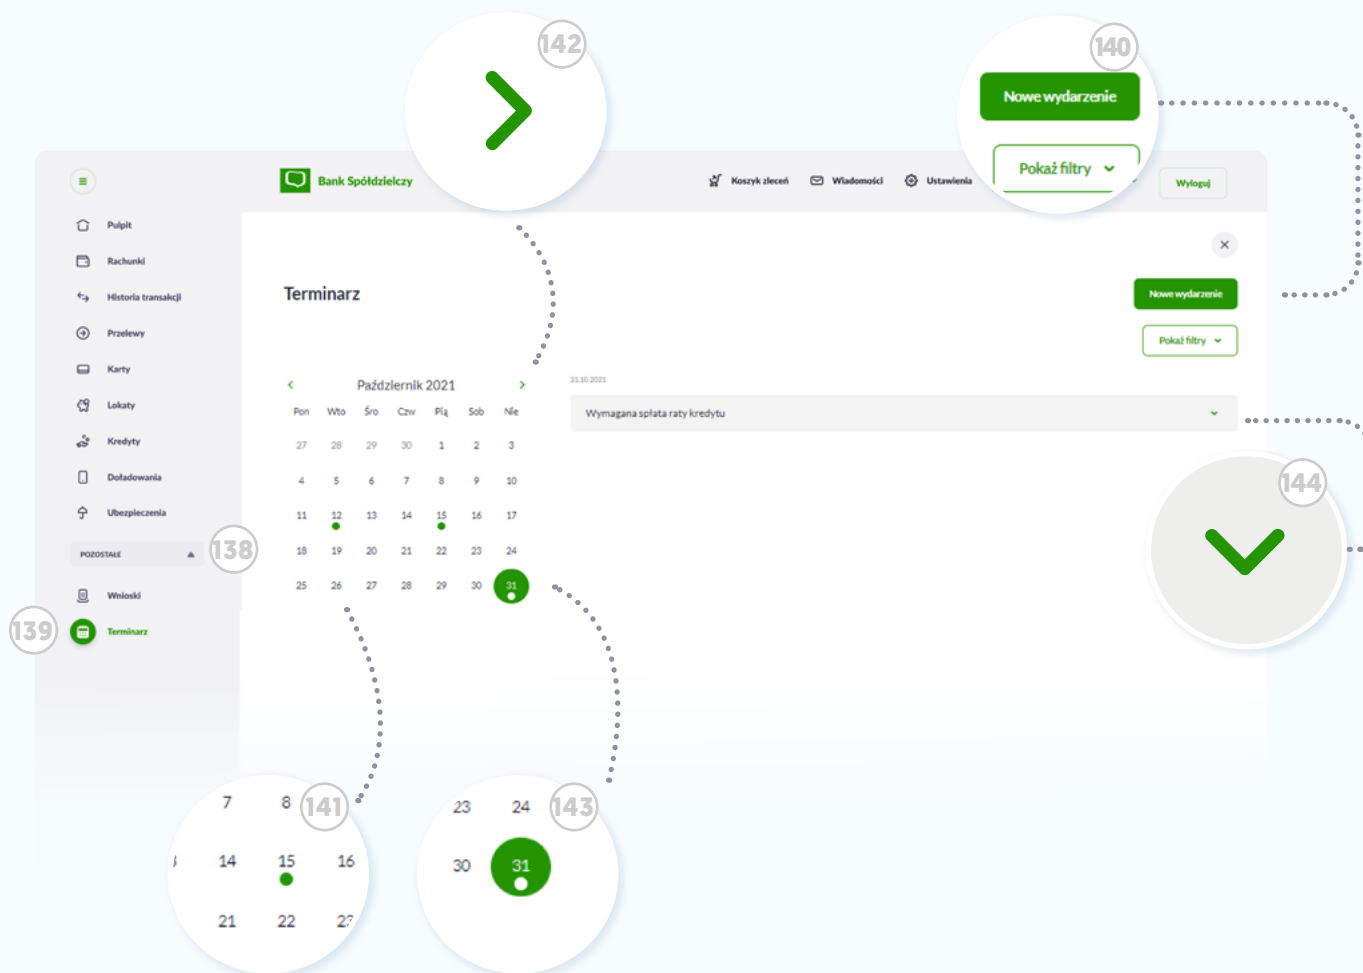 142
140
Nowe wydarzenie
Pokaż filtry
Bank Spółdzielczy
Koszyk zleceń
Wiadomości
Ustawienia
Wyloguj
Pulpit
Rachunki
Historia transakcji
Przelewy
Karty
Lokaty
Kredyty
Doładowania
Ubezpieczenia
POZOSTAŁE
138
Wnioski
139
Terminarz
Terminarz
Nowe wydarzenie
Pokaż filtry
Październik 2021
Pon Wto Śro Czw Pią Sob Nie
27 28 29 30 1 2 3
4 5 6 7 8 9 10
11 12 13 14 15 16 17
18 19 20 21 22 23 24
25 26 27 28 29 30 31
31.10.2021
Wymagana spłata raty kredytu
144
141
7 8
14 15 16
21 22
143
23 24
30 31